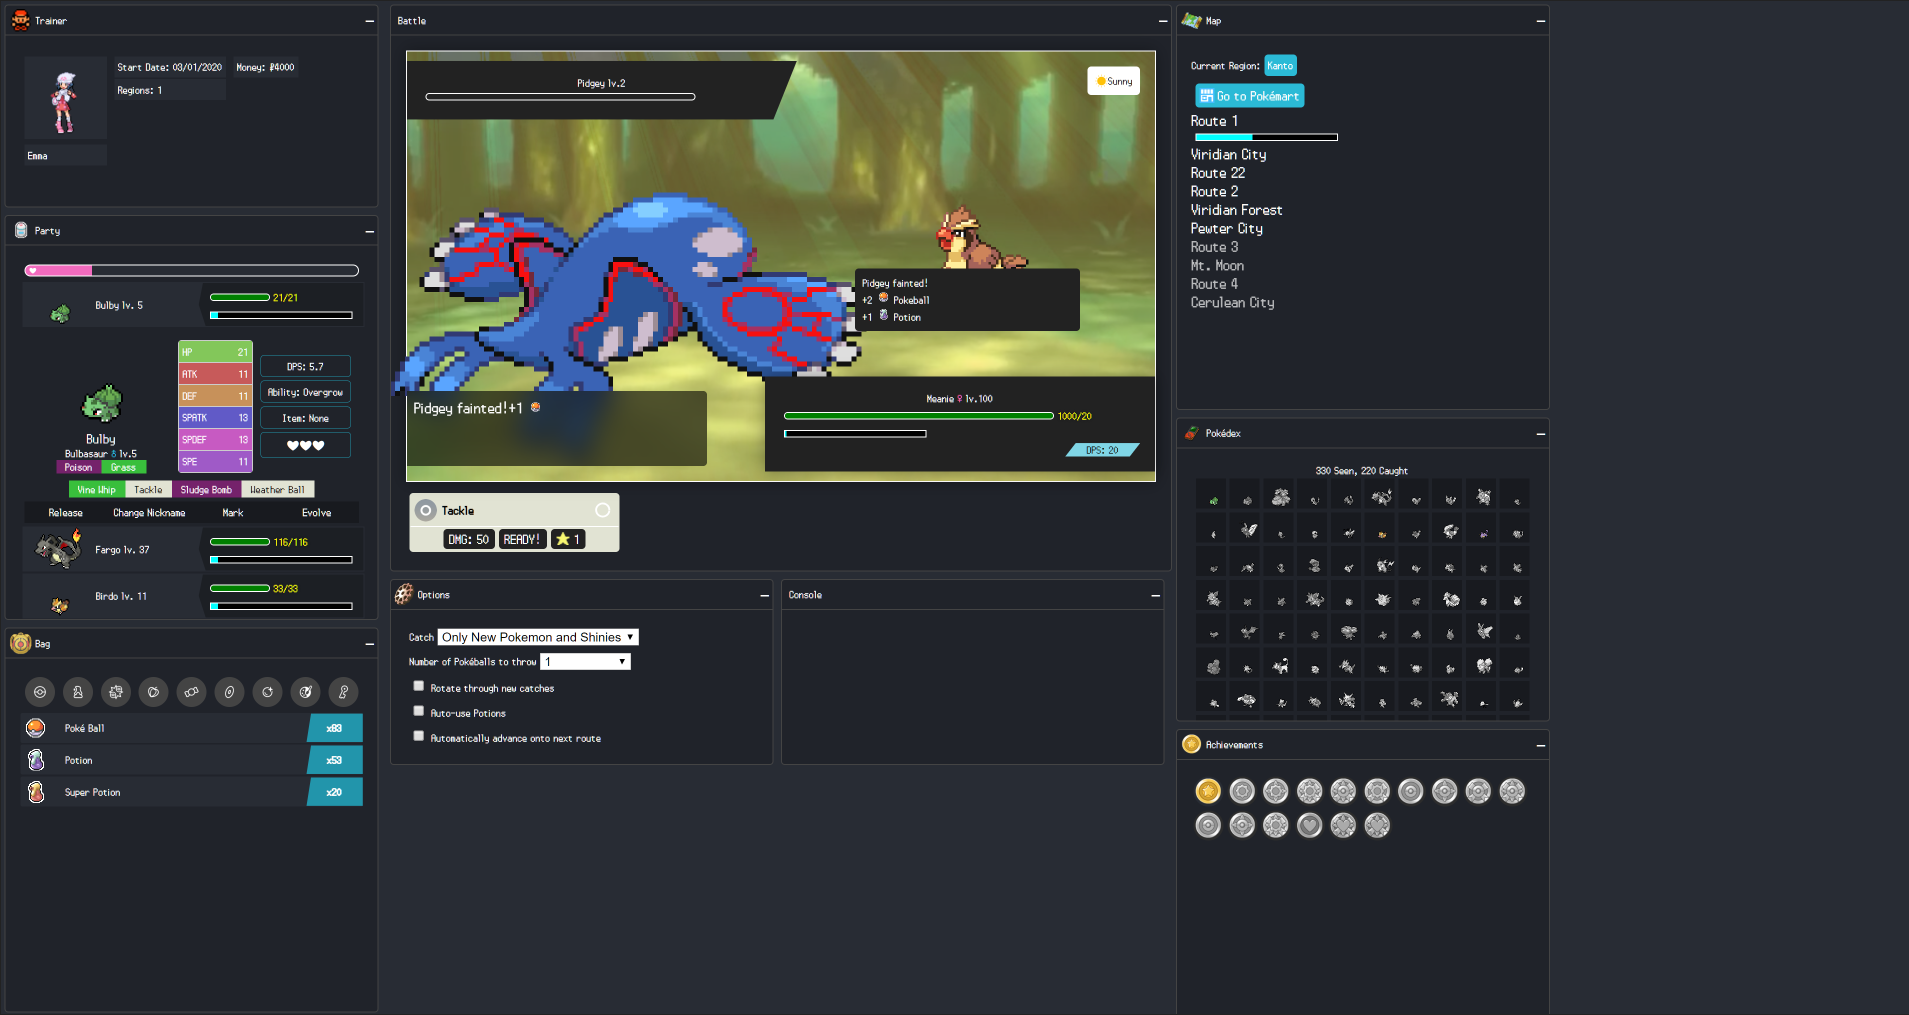 Trainer
Start Date: 03/01/2020
Money: ₽4000
Regions: 1
Emma
Party
Bulby lv. 5
21/21
HP 21
ATK 11
DEF 11
SPATK 13
SPDEF 13
SPE 11
DPS: 5.7
Ability: Overgrow
Item: None
Bulby
Bulbasaur ♂ lv.5
Poison Grass
Vine Whip Tackle Sludge Bomb Weather Ball
Release Change Nickname Mark Evolve
Fargo lv. 37
116/116
Birdo lv. 11
33/33
Bag
Poké Ball x83
Potion x53
Super Potion x20
Battle
Pidgey lv.2
Sunny
Pidgey fainted!
+2 Pokeball
+1 Potion
Pidgey fainted!+1
Meanie ♀ lv.100
1000/20
DPS: 20
Tackle
DMG: 50 READY! 1
Options
Catch Only New Pokemon and Shinies
Number of Pokéballs to throw 1
Rotate through new catches
Auto-use Potions
Automatically advance onto next route
Console
Map
Current Region: Kanto
Go to Pokémart
Route 1
Viridian City
Route 22
Route 2
Viridian Forest
Pewter City
Route 3
Mt. Moon
Route 4
Cerulean City
Pokédex
330 Seen, 220 Caught
Achievements